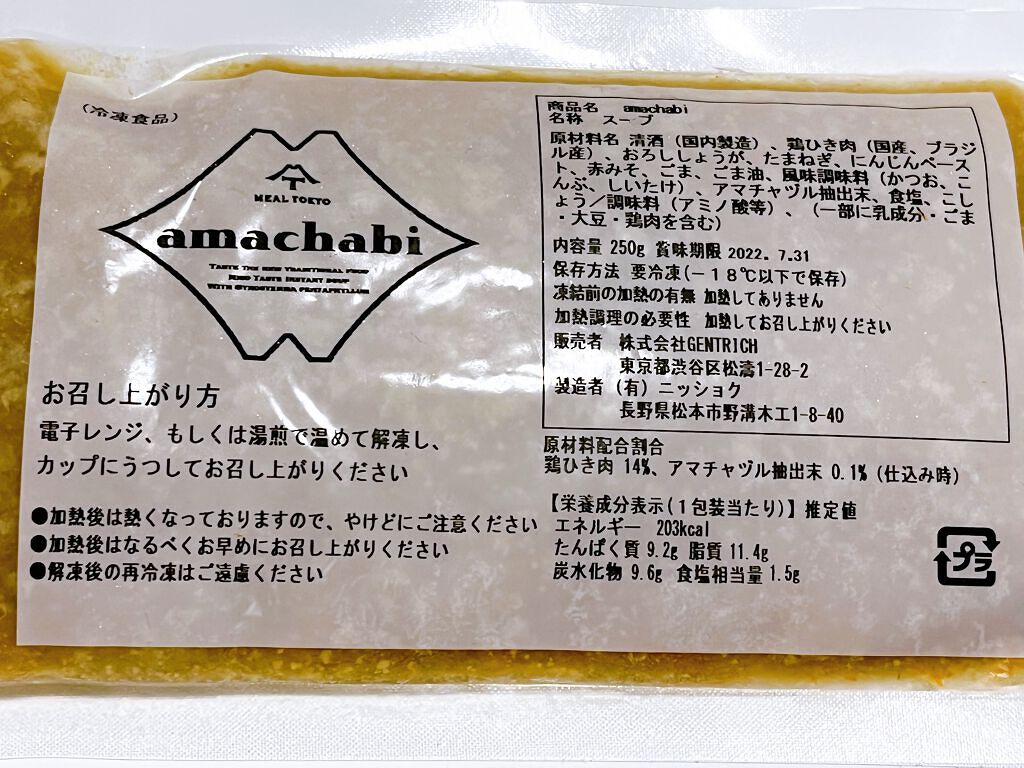 (冷凍食品)
MEAL TOKYO
amachabi
お召し上がり方
電子レンジ、もしくは湯煎で温めて解凍し、
カップにうつしてお召し上がりください
●加熱後は熱くなっておりますので、やけどにご注意ください
●加熱後はなるべくお早めにお召し上がりください
●解凍後の再冷凍はご遠慮ください
商品名 amachabi
名称 スープ
原材料名 清酒(国内製造)、鶏ひき肉(国産、ブラジ
ル産)、おろししょうが、たまねぎ、にんじんペース
ト、赤みそ、ごま、ごま油、風味調味料(かつお、こ
んぶ、しいたけ)、アマチャヅル抽出末、食塩、こし
ょう/調味料(アミノ酸等)、(一部に乳成分・ごま
・大豆・鶏肉を含む)
内容量 250g 賞味期限 2022. 7.31
保存方法 要冷凍(-18℃以下で保存)
凍結前の加熱の有無 加熱してありません
加熱調理の必要性 加熱してお召し上がりください
販売者 株式会社GENTRICH
東京都渋谷区松濤1-28-2
製造者 (有)ニッショク
長野県松本市野溝木工1-8-40
原材料配合割合
鶏ひき肉 14%、アマチャヅル抽出末 0.1%(仕込み時)
【栄養成分表示(1包装当たり)】推定値
エネルギー 203kcal
たんぱく質 9.2g 脂質 11.4g
炭水化物 9.6g 食塩相当量 1.5g
プラ